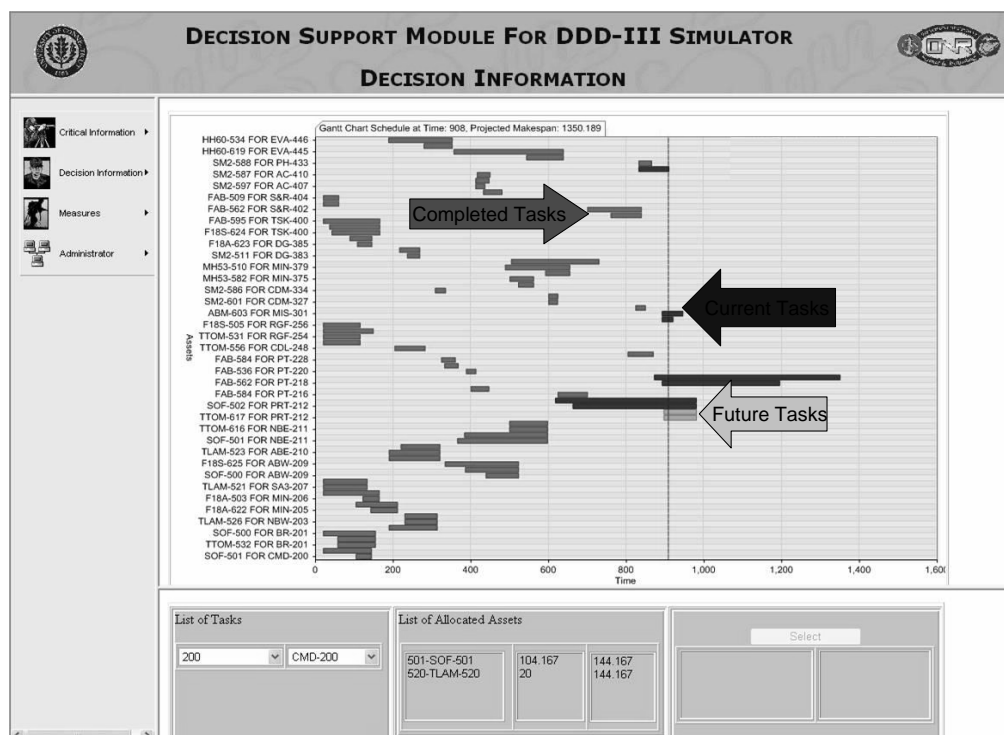 DECISION SUPPORT MODULE FOR DDD-III SIMULATOR
DECISION INFORMATION
Critical Information
Decision Information
Measures
Administrator
Gantt Chart Schedule at Time: 908, Projected Makespan: 1350.189
Assets
HH60-534 FOR EVA-446
HH60-619 FOR EVA-445
SM2-588 FOR PH-433
SM2-587 FOR AC-410
SM2-597 FOR AC-407
FAB-509 FOR S&R-404
FAB-562 FOR S&R-402
FAB-595 FOR TSK-400
F18S-624 FOR TSK-400
F18A-623 FOR DG-385
SM2-511 FOR DG-383
MH53-510 FOR MIN-379
MH53-582 FOR MIN-375
SM2-586 FOR CDM-334
SM2-601 FOR CDM-327
ABM-603 FOR MIS-301
F18S-505 FOR RGF-256
TTOM-531 FOR RGF-254
TTOM-556 FOR CDL-248
FAB-584 FOR PT-228
FAB-536 FOR PT-220
FAB-562 FOR PT-218
FAB-584 FOR PT-216
SOF-502 FOR PRT-212
TTOM-617 FOR PRT-212
TTOM-616 FOR NBE-211
SOF-501 FOR NBE-211
TLAM-523 FOR ABE-210
F18S-625 FOR ABW-209
SOF-500 FOR ABW-209
TLAM-521 FOR SA3-207
F18A-503 FOR MIN-206
F18A-622 FOR MIN-205
TLAM-526 FOR NBW-203
SOF-500 FOR BR-201
TTOM-532 FOR BR-201
SOF-501 FOR CMD-200
Completed Tasks
Current Tasks
Future Tasks
0 200 400 600 800 1,000 1,200 1,400 1,600
Time
List of Tasks
200 CMD-200
List of Allocated Assets
501-SOF-501 104.167 144.167
520-TLAM-520 20 144.167
Select